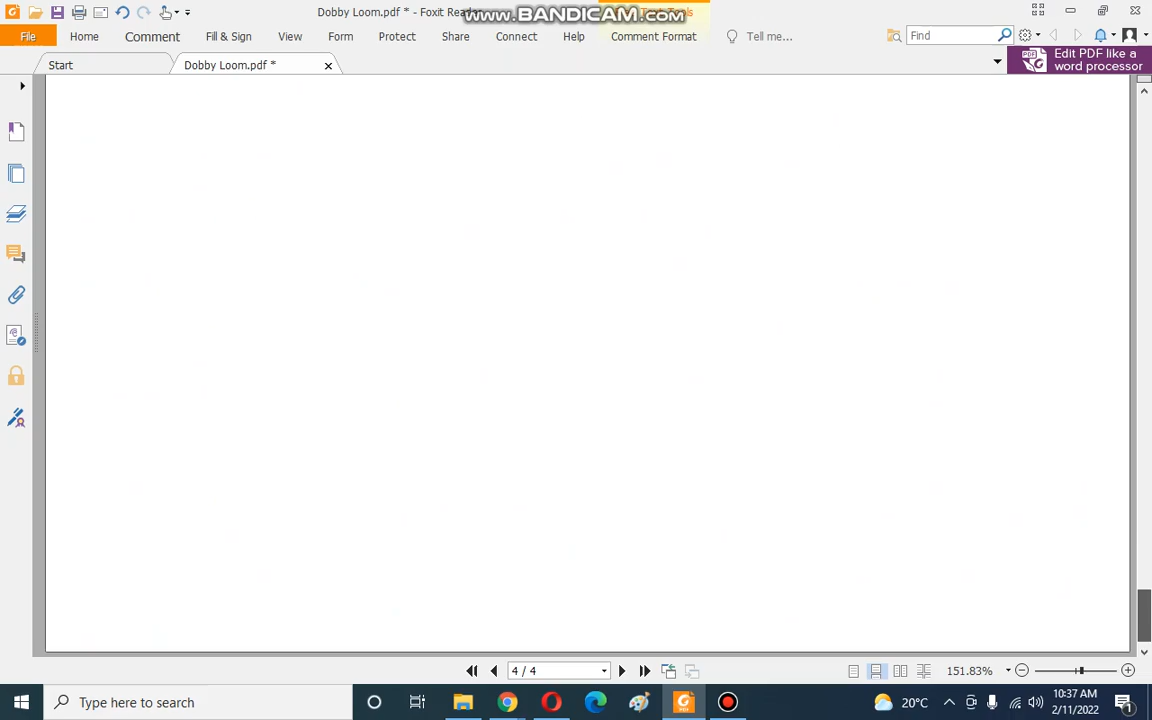 Dobby Loom.pdf * - Foxit Reader
www.BANDICAM.com
File
Home
Comment
Fill & Sign
View
Form
Protect
Share
Connect
Help
Comment Format
Tell me...
Find
Start
Dobby Loom.pdf *
Edit PDF like a
word processor
4 / 4
151.83%
Type here to search
20°C
10:37 AM
2/11/2022
1